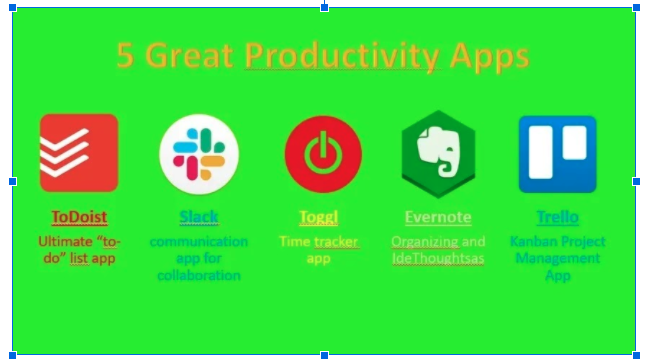 5 Great Productivity Apps
ToDoist
Ultimate “to-
do” list app
Slack
communication
app for
collaboration
Toggl
Time tracker
app
Evernote
Organizing and
IdeThoughtsas
Trello
Kanban Project
Management
App